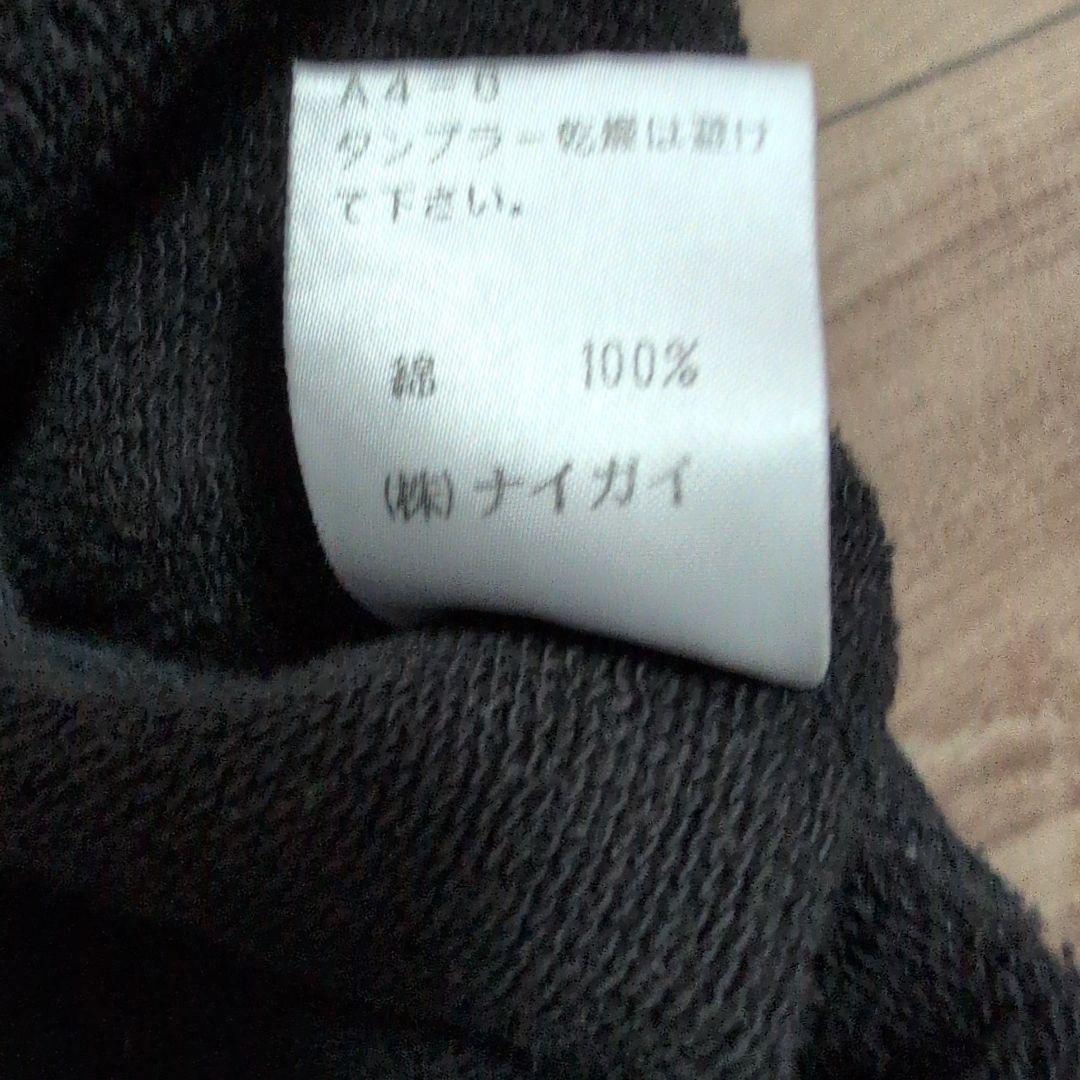 A4-6
タンブラー乾燥は避け
て下さい。
綿 100%
(株)ナイガイ